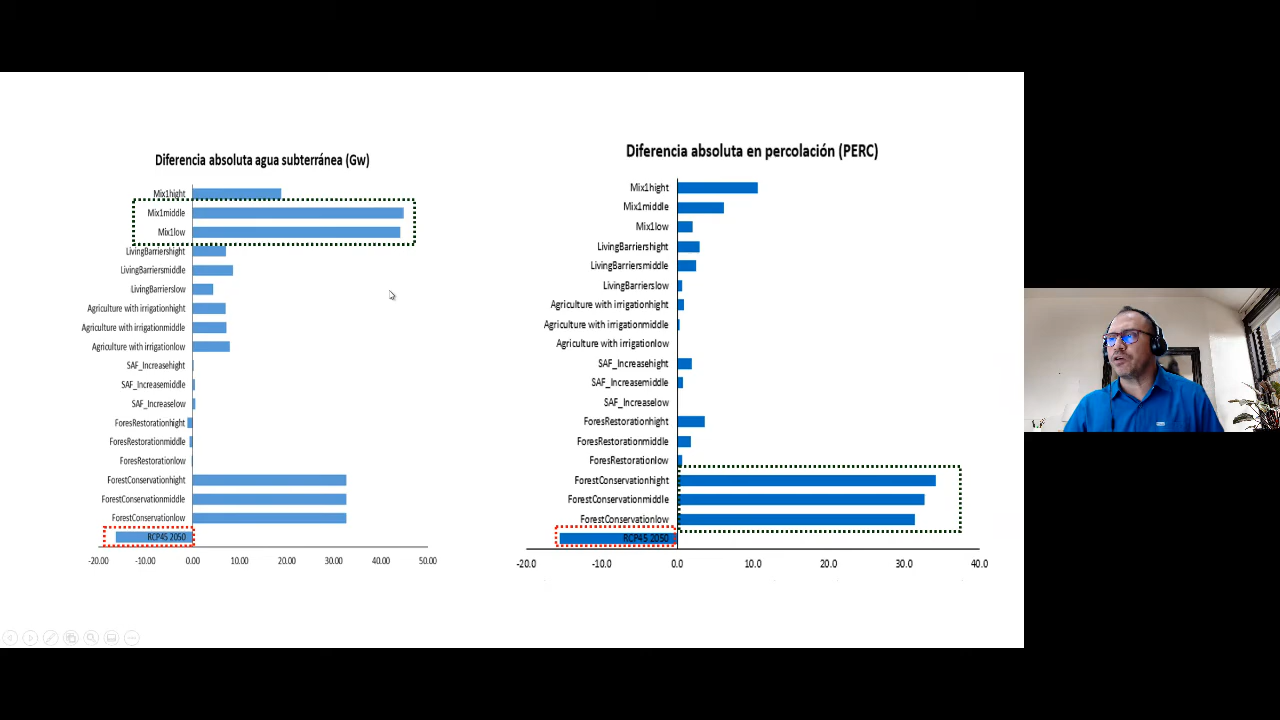 Diferencia absoluta agua subterránea (Gw)
Mix1hight
Mix1middle
Mix1low
LivingBarriershight
LivingBarriersmiddle
LivingBarrierslow
Agriculture with irrigationhight
Agriculture with irrigationmiddle
Agriculture with irrigationlow
SAF_Increasehight
SAF_Increasemiddle
SAF_Increaselow
ForesRestorationhight
ForesRestorationmiddle
ForesRestorationlow
ForestConservationhight
ForestConservationmiddle
ForestConservationlow
RCP45 2050
-20.00 -10.00 0.00 10.00 20.00 30.00 40.00 50.00
Diferencia absoluta en percolación (PERC)
Mix1hight
Mix1middle
Mix1low
LivingBarriershight
LivingBarriersmiddle
LivingBarrierslow
Agriculture with irrigationhight
Agriculture with irrigationmiddle
Agriculture with irrigationlow
SAF_Increasehight
SAF_Increasemiddle
SAF_Increaselow
ForesRestorationhight
ForesRestorationmiddle
ForesRestorationlow
ForestConservationhight
ForestConservationmiddle
ForestConservationlow
RCP45 2050
-20.0 -10.0 0.0 10.0 20.0 30.0 40.0